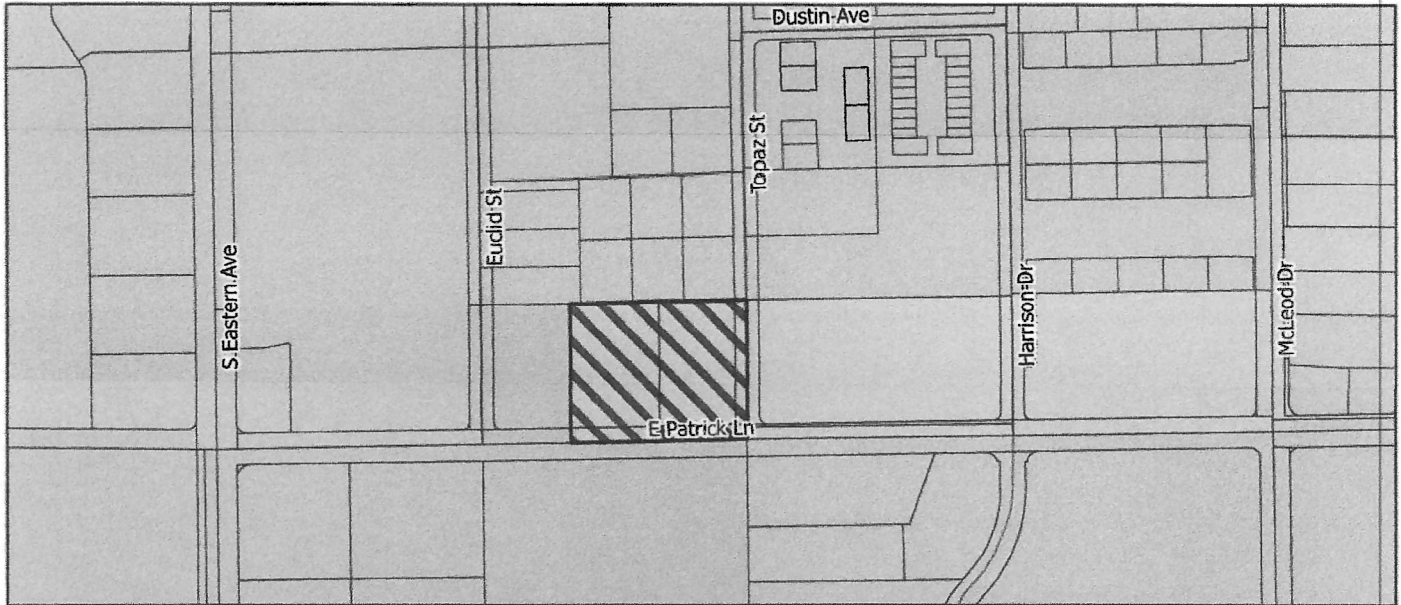 Dustin Ave
Topaz St
Euclid St
S Eastern Ave
Harrison Dr
McLeod Dr
E Patrick Ln